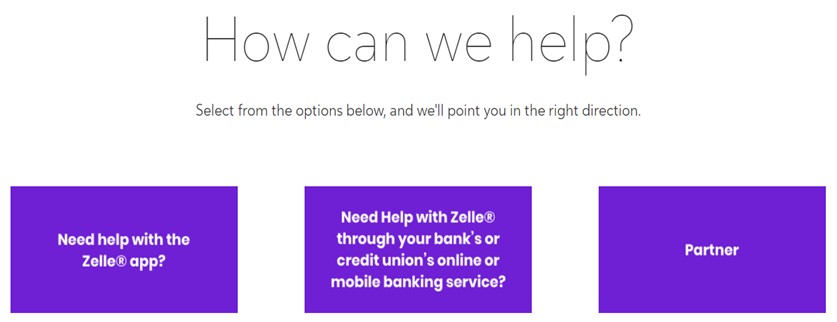 How can we help?
Select from the options below, and we'll point you in the right direction.
Need help with the
Zelle® app?
Need Help with Zelle®
through your bank's or
credit union's online or
mobile banking service?
Partner